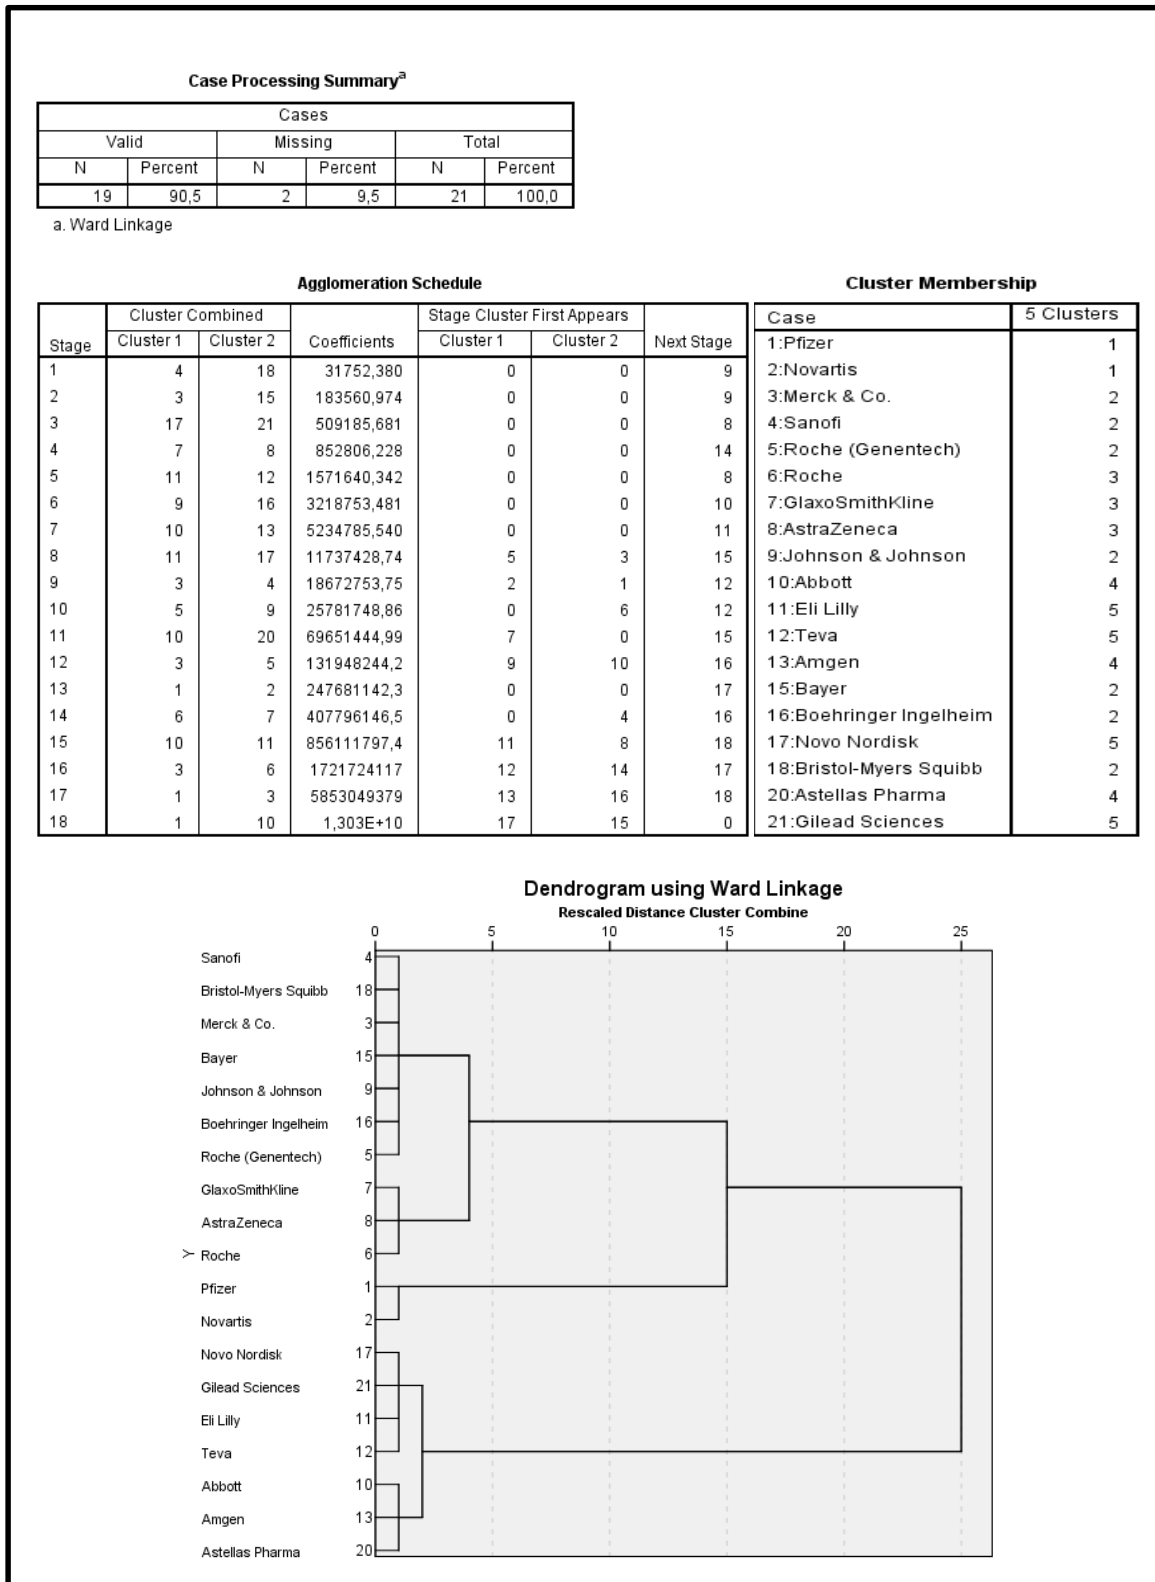 Case Processing Summary^a
Cases
Valid Missing Total
N Percent N Percent N Percent
19 90,5 2 9,5 21 100,0
a. Ward Linkage
Agglomeration Schedule
Stage Cluster Combined Coefficients Stage Cluster First Appears Next Stage
Cluster 1 Cluster 2 Cluster 1 Cluster 2
1 4 18 31752,380 0 0 9
2 3 15 183560,974 0 0 9
3 17 21 509185,681 0 0 8
4 7 8 852806,228 0 0 14
5 11 12 1571640,342 0 0 8
6 9 16 3218753,481 0 0 10
7 10 13 5234785,540 0 0 11
8 11 17 11737428,74 5 3 15
9 3 4 18672753,75 2 1 12
10 5 9 25781748,86 0 6 12
11 10 20 69651444,99 7 0 15
12 3 5 131948244,2 9 10 16
13 1 2 247681142,3 0 0 17
14 6 7 407796146,5 0 4 16
15 10 11 856111797,4 11 8 18
16 3 6 1721724117 12 14 17
17 1 3 5853049379 13 16 18
18 1 10 1,303E+10 17 15 0
Cluster Membership
Case 5 Clusters
1:Pfizer 1
2:Novartis 1
3:Merck & Co. 2
4:Sanofi 2
5:Roche (Genentech) 2
6:Roche 3
7:GlaxoSmithKline 3
8:AstraZeneca 3
9:Johnson & Johnson 2
10:Abbott 4
11:Eli Lilly 5
12:Teva 5
13:Amgen 4
15:Bayer 2
16:Boehringer Ingelheim 2
17:Novo Nordisk 5
18:Bristol-Myers Squibb 2
20:Astellas Pharma 4
21:Gilead Sciences 5
Dendrogram using Ward Linkage
Rescaled Distance Cluster Combine
0 5 10 15 20 25
Sanofi 4
Bristol-Myers Squibb 18
Merck & Co. 3
Bayer 15
Johnson & Johnson 9
Boehringer Ingelheim 16
Roche (Genentech) 5
GlaxoSmithKline 7
AstraZeneca 8
Y Roche 6
Pfizer 1
Novartis 2
Novo Nordisk 17
Gilead Sciences 21
Eli Lilly 11
Teva 12
Abbott 10
Amgen 13
Astellas Pharma 20